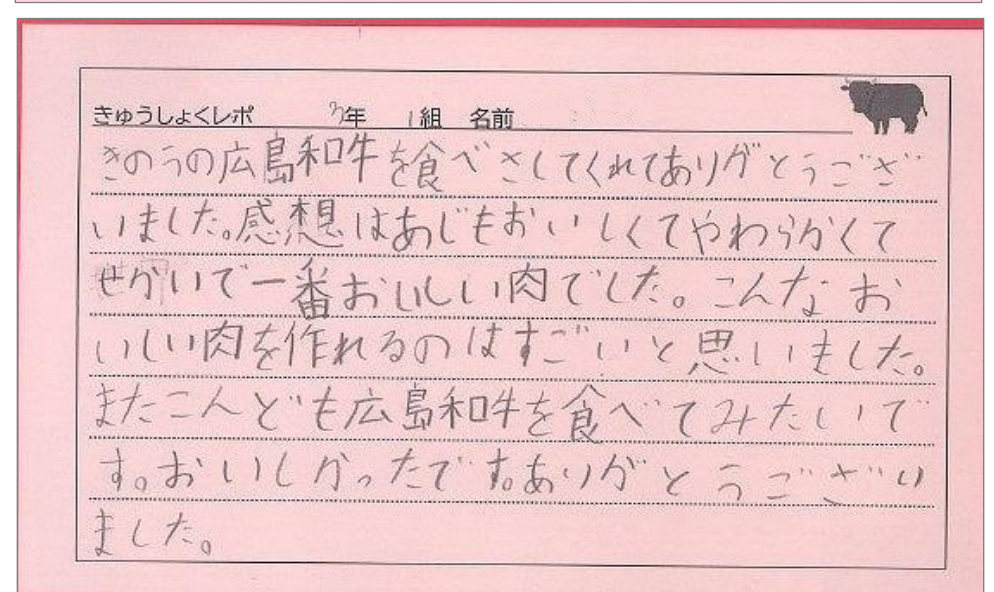 きゅうしょくレポ 3年 1組 名前
きのうの広島和牛を食べさしてくれてありがとうござ
いました。感想はあじもおいしくてやわらかくて
せかいで一番おいしい肉でした。こんなお
いしい肉を作れるのはすごいと思いました。
またこんども広島和牛を食べてみたいで
す。おいしかったです。ありがとうござい
ました。